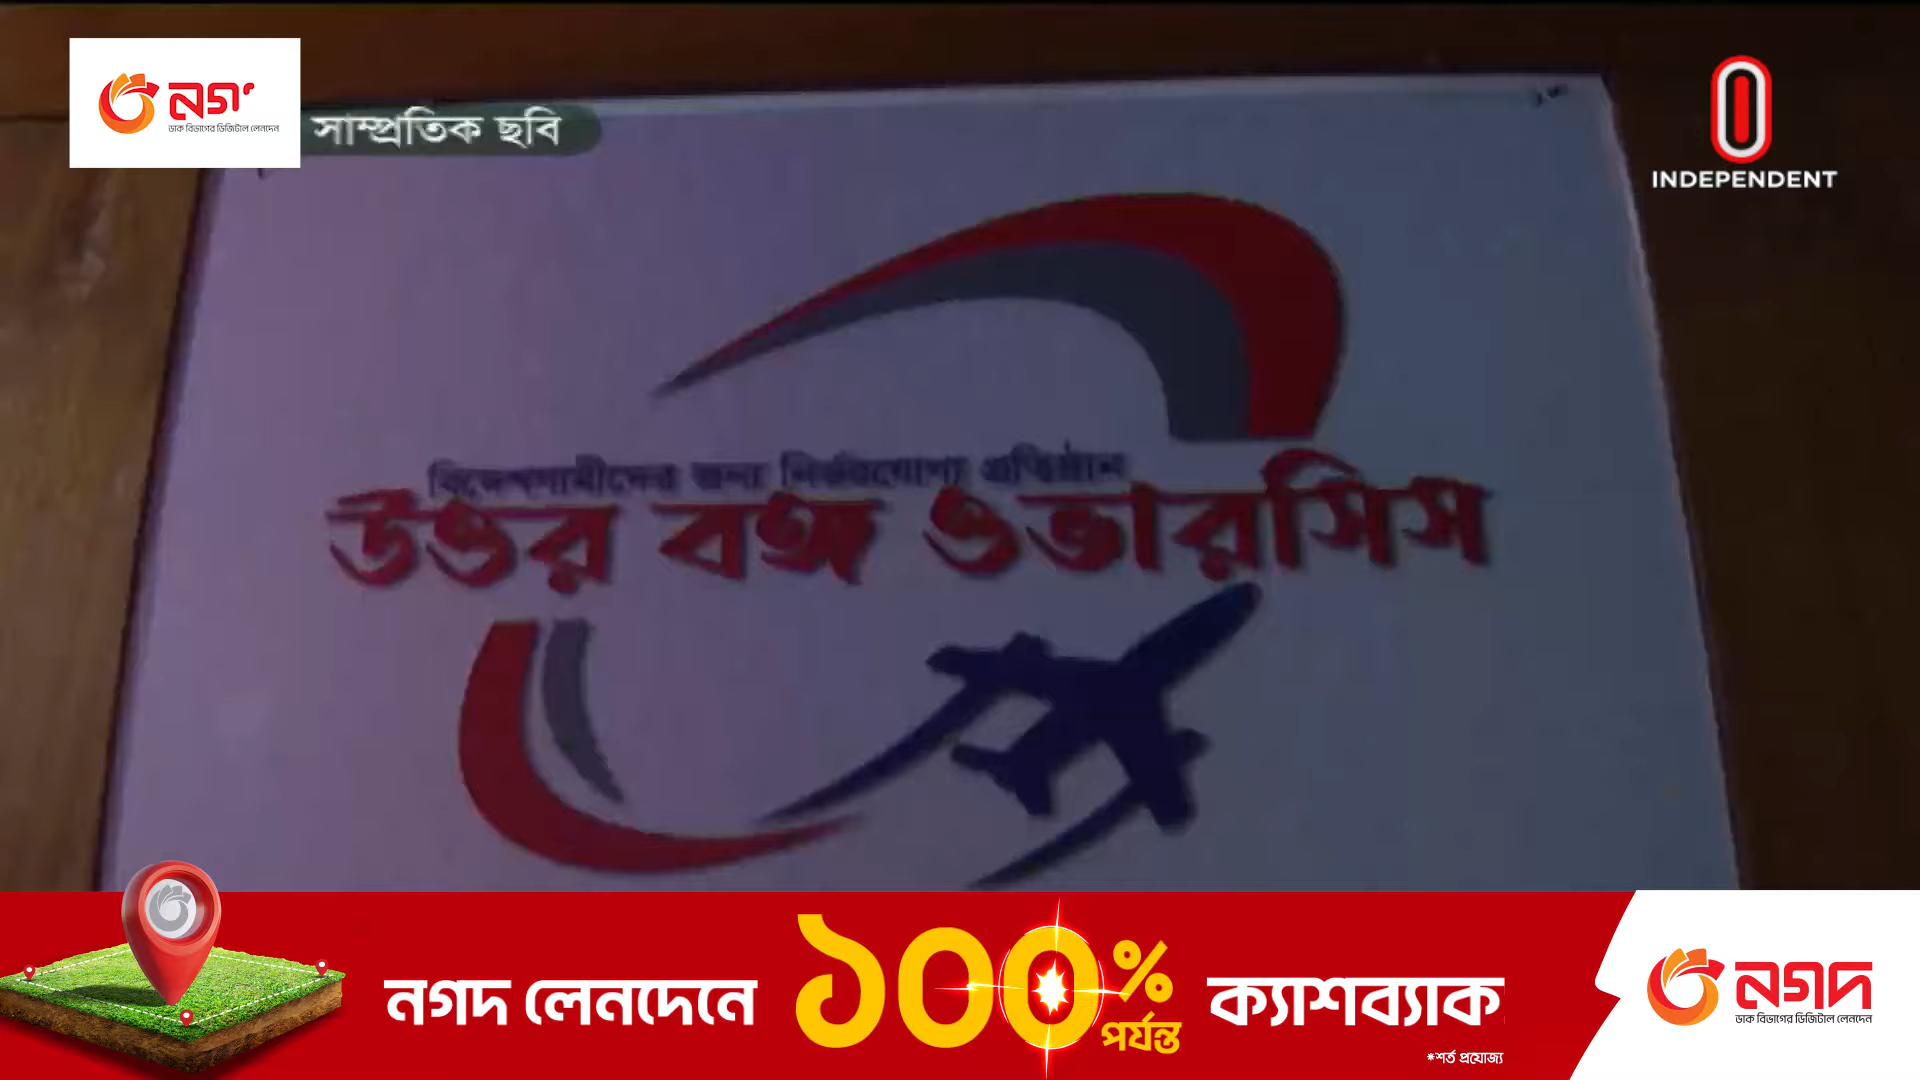 নগ
ডাক বিভাগের ডিজিটাল লেনদেন
সাম্প্রতিক ছবি
INDEPENDENT
বিদেশগামীদের জন্য নির্ভরযোগ্য প্রতিষ্ঠান
উত্তর বঙ্গ ওভারসিস
নগদ লেনদেনে ১০০% পর্যন্ত ক্যাশব্যাক
*শর্ত প্রযোজ্য
নগদ
ডাক বিভাগের ডিজিটাল লেনদেন